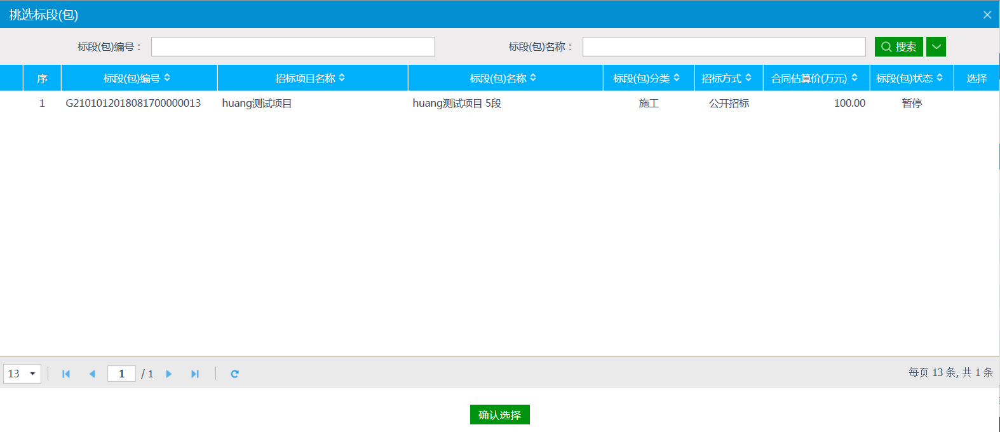 挑选标段(包)
标段(包)编号： 标段(包)名称： 搜索
序 标段(包)编号 招标项目名称 标段(包)名称 标段(包)分类 招标方式 合同估算价(万元) 标段(包)状态 选择
1 G2101012018081700000013 huang测试项目 huang测试项目 5段 施工 公开招标 100.00 暂停
13 1 / 1 每页 13 条, 共 1 条
确认选择